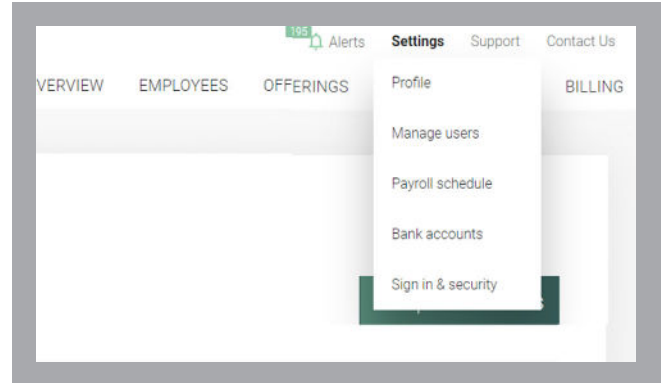 195 Alerts Settings Support Contact Us
VERVIEW EMPLOYEES OFFERINGS BILLING
Profile
Manage users
Payroll schedule
Bank accounts
Sign in & security